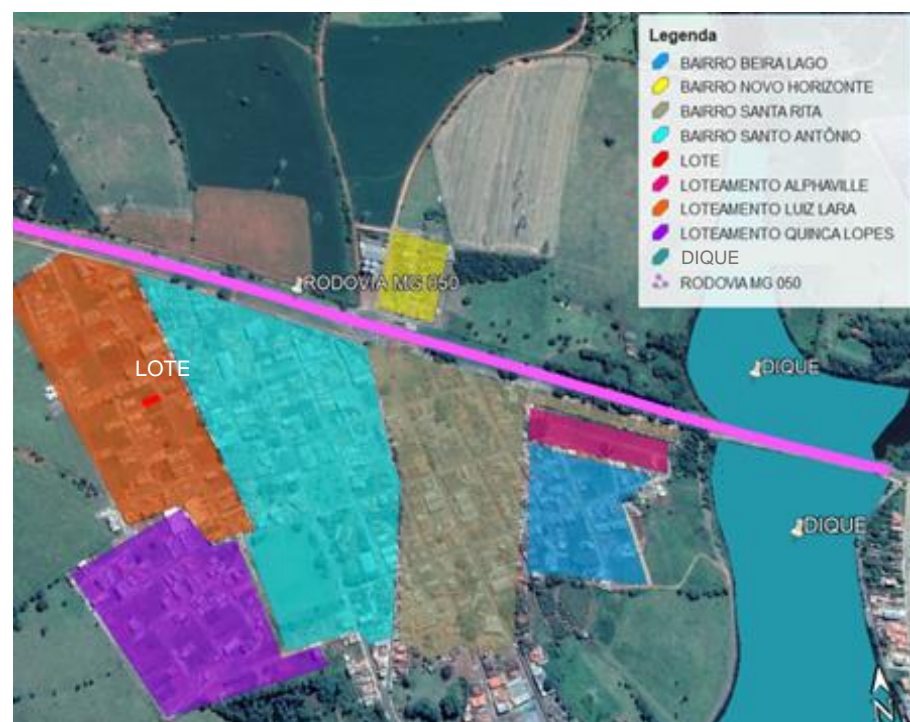 Legenda
BAIRRO BEIRA LAGO
BAIRRO NOVO HORIZONTE
BAIRRO SANTA RITA
BAIRRO SANTO ANTÔNIO
LOTE
LOTEAMENTO ALPHAVILLE
LOTEAMENTO LUIZ LARA
LOTEAMENTO QUINCA LOPES
DIQUE
RODOVIA MG 050
RODOVIA MG 050
LOTE
DIQUE
DIQUE
N